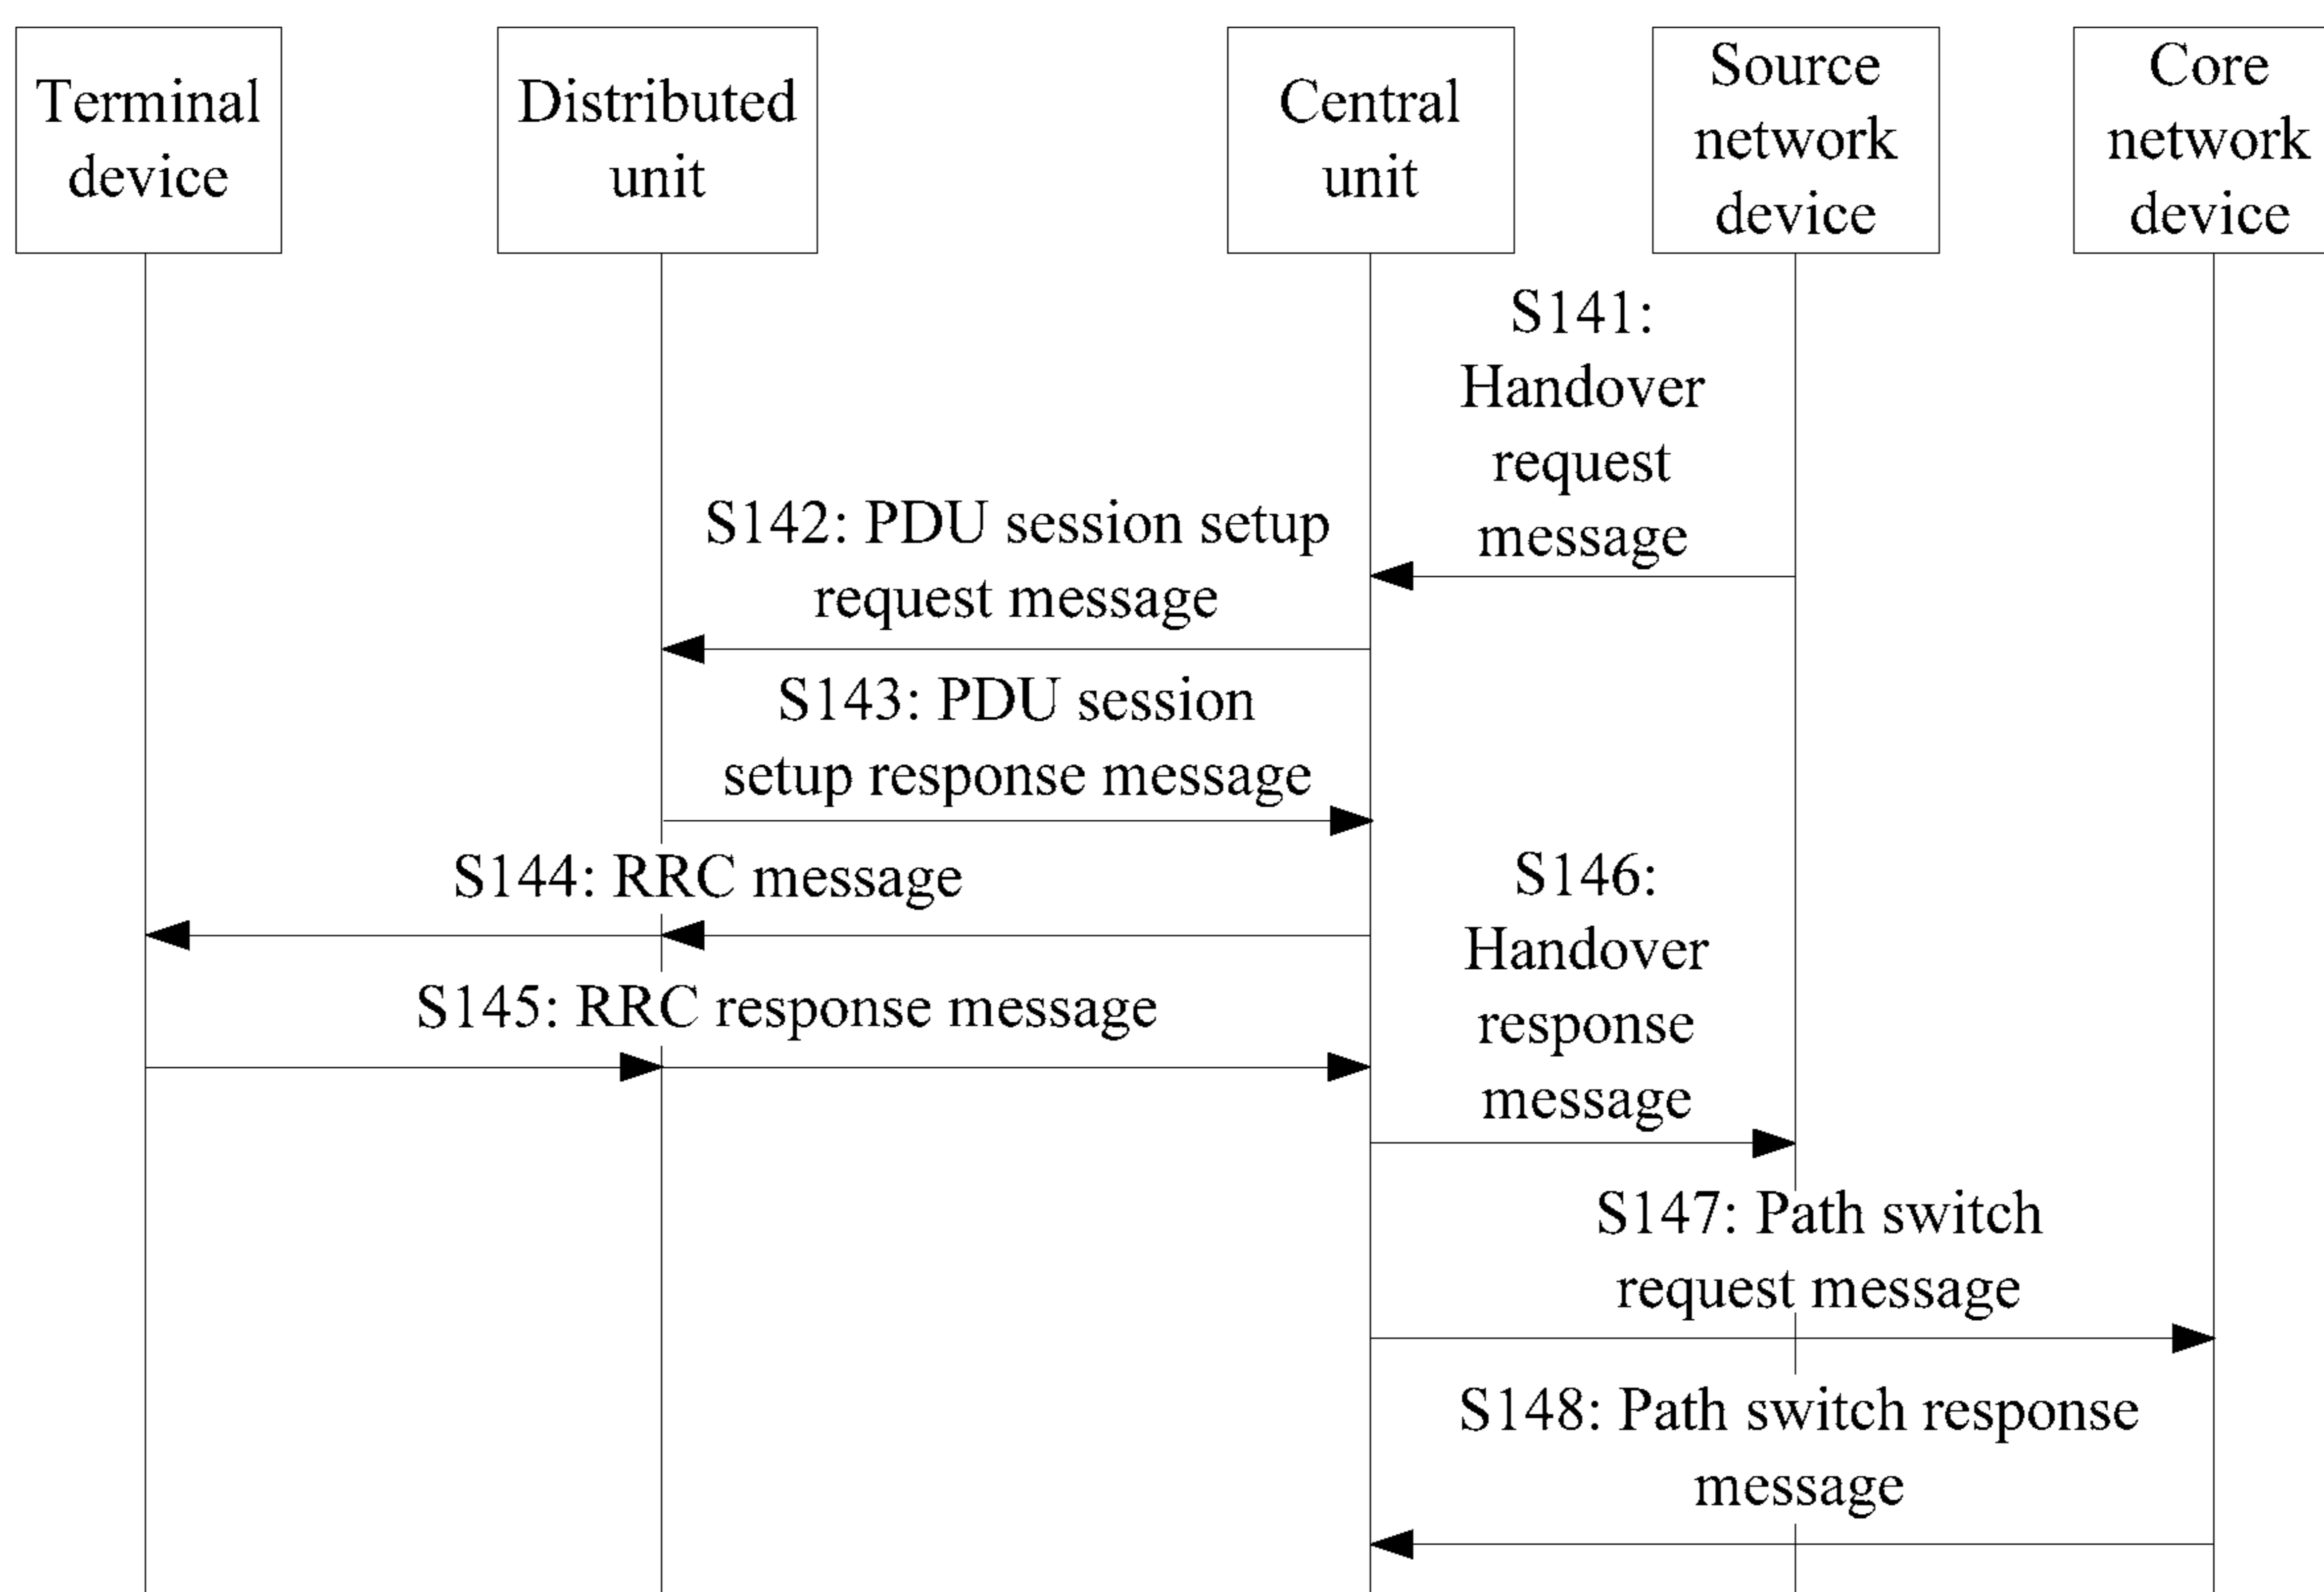 Terminal
device
Distributed
unit
Central
unit
Source
network
device
Core
network
device
S141:
Handover
request
message
S142: PDU session setup
request message
S143: PDU session
setup response message
S144: RRC message
S145: RRC response message
S146:
Handover
response
message
S147: Path switch
request message
S148: Path switch response
message